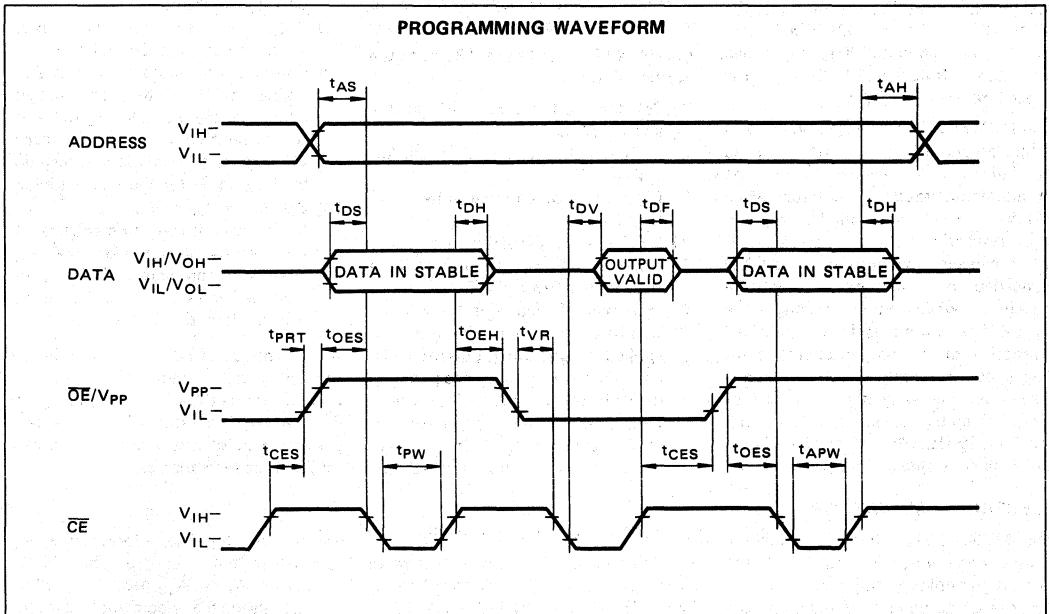 PROGRAMMING WAVEFORM
tAS tAH
ADDRESS
VIH
VIL
tDS tDH tDV tDF tDS tDH
DATA
VIH/VOH
VIL/VOL
DATA IN STABLE
OUTPUT VALID
DATA IN STABLE
tPRT tOES tOEH tVR
O̅E̅/VPP
VPP
VIL
tCES tPW tCES tOES tAPW
C̅E̅
VIH
VIL